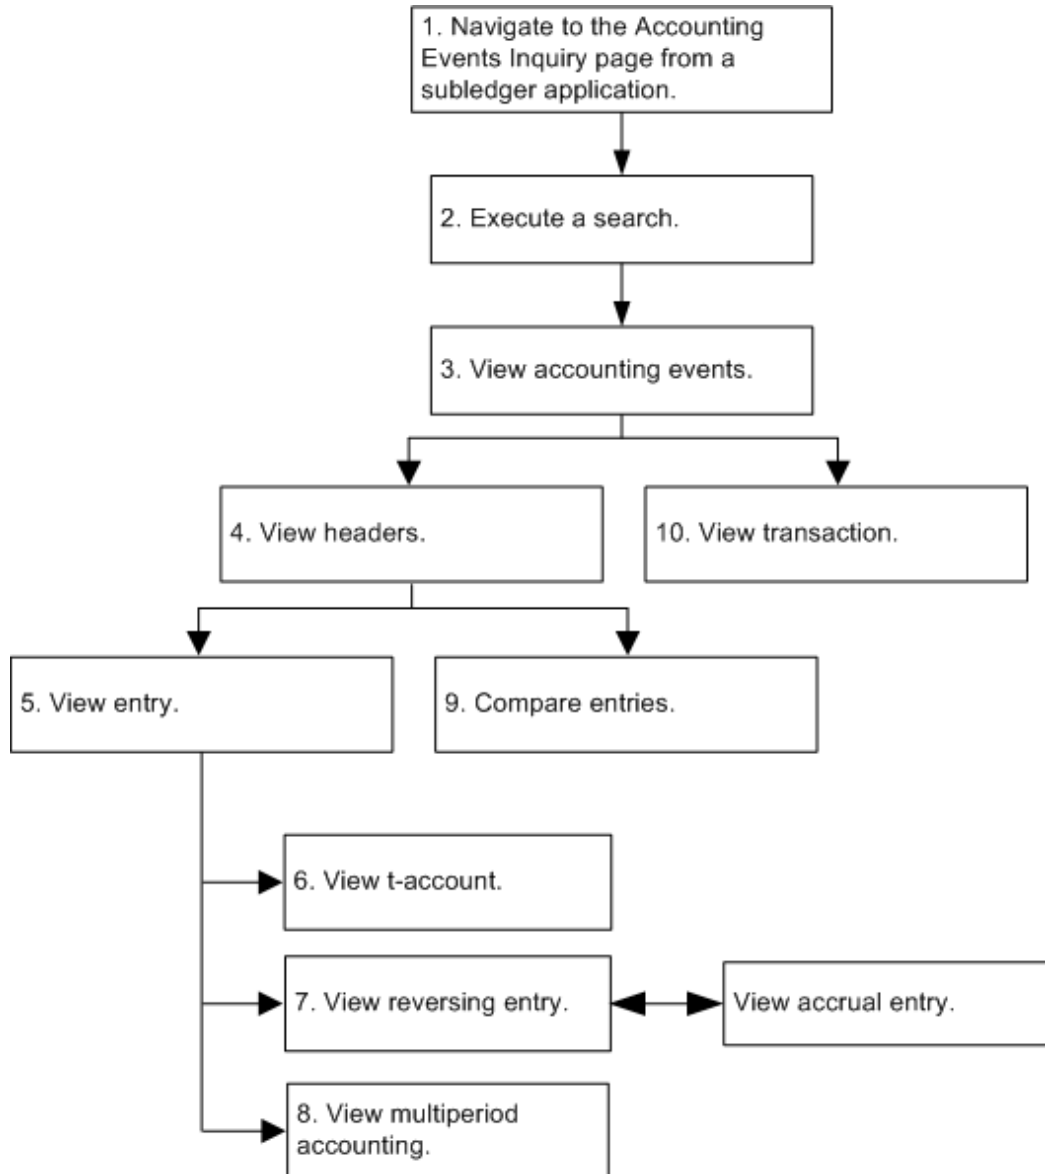 1. Navigate to the Accounting
Events Inquiry page from a
subledger application.
2. Execute a search.
3. View accounting events.
4. View headers.
10. View transaction.
5. View entry.
9. Compare entries.
6. View t-account.
7. View reversing entry.
View accrual entry.
8. View multiperiod
accounting.